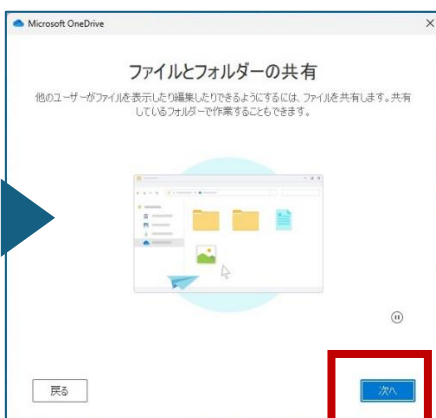 Microsoft OneDrive
ファイルとフォルダーの共有
他のユーザーがファイルを表示したり編集したりできるようにするには、ファイルを共有します。共有
しているフォルダーで作業することもできます。
戻る
次へ